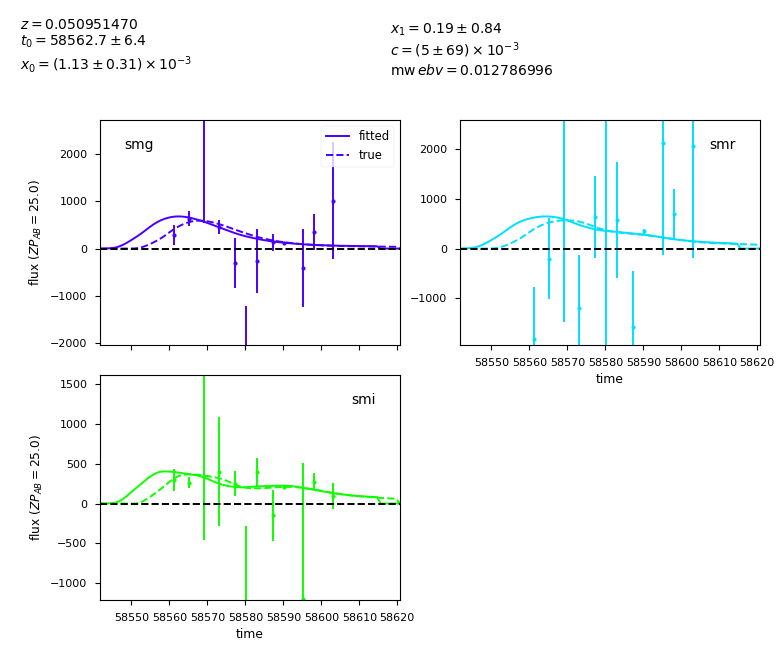 z = 0.050951470
t₀ = 58562.7 ± 6.4
x₀ = (1.13 ± 0.31) × 10⁻³
x₁ = 0.19 ± 0.84
c = (5 ± 69) × 10⁻³
mw ebv = 0.012786996
smg
fitted
true
2000
1000
0
−1000
−2000
flux (ZP_AB = 25.0)
smr
2000
1000
0
−1000
58550 58560 58570 58580 58590 58600 58610 58620
time
smi
1500
1000
500
0
−500
−1000
flux (ZP_AB = 25.0)
58550 58560 58570 58580 58590 58600 58610 58620
time